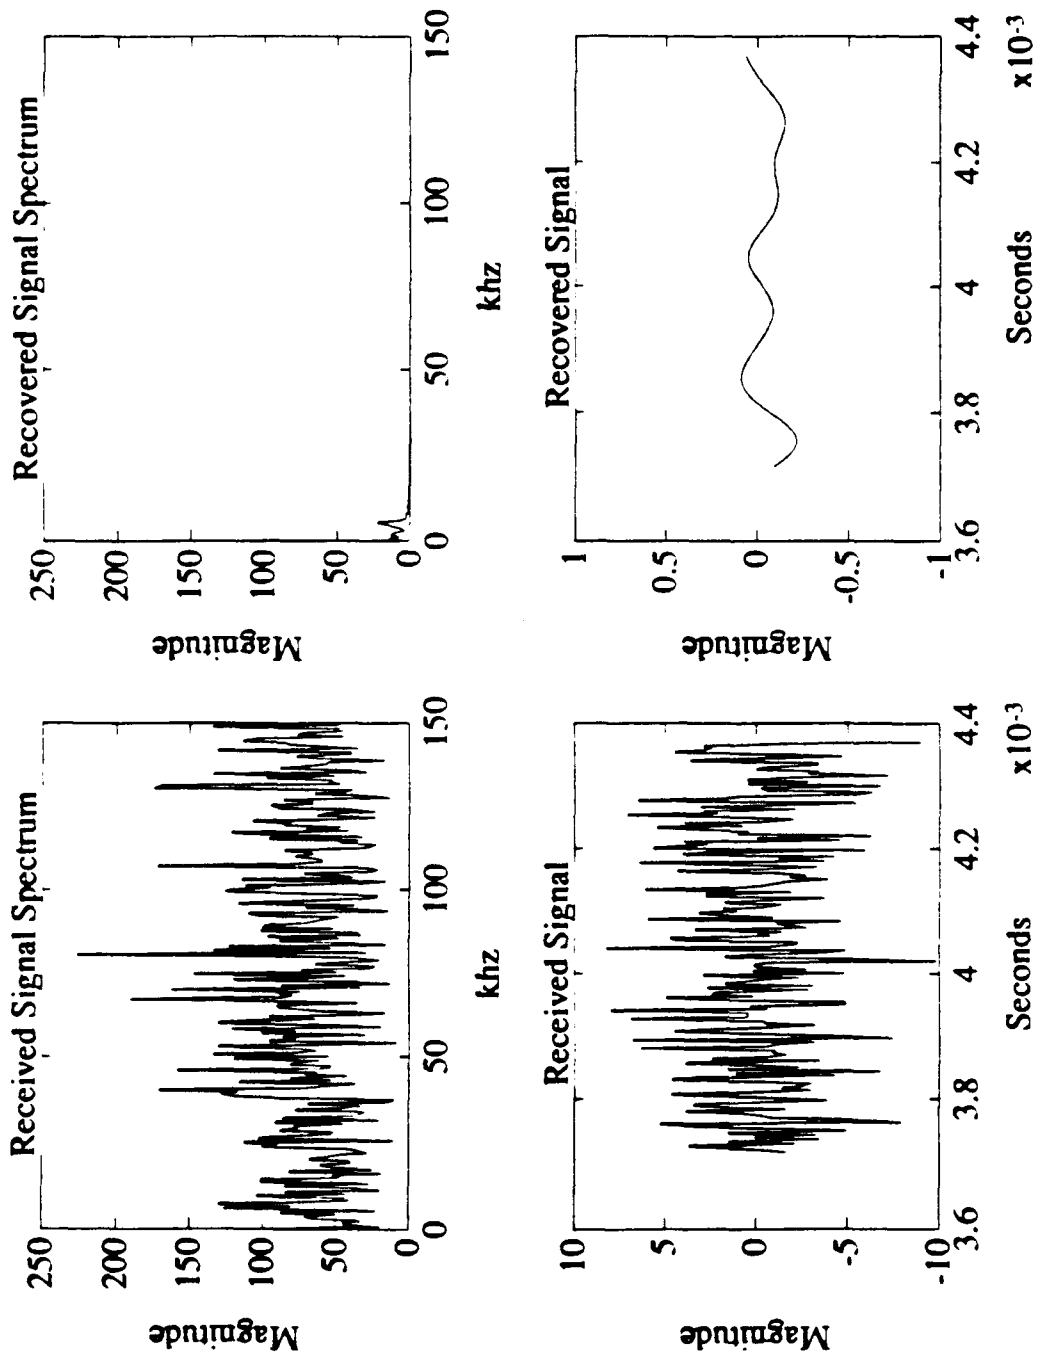 Received Signal Spectrum
250
200
150
100
50
0
Magnitude
0
50
100
150
khz
Recovered Signal Spectrum
250
200
150
100
50
0
Magnitude
0
50
100
150
khz
Received Signal
10
5
0
-5
-10
Magnitude
3.6
3.8
4
4.2
4.4
x10-3
Seconds
Recovered Signal
1
0.5
0
-0.5
-1
Magnitude
3.6
3.8
4
4.2
4.4
x10-3
Seconds